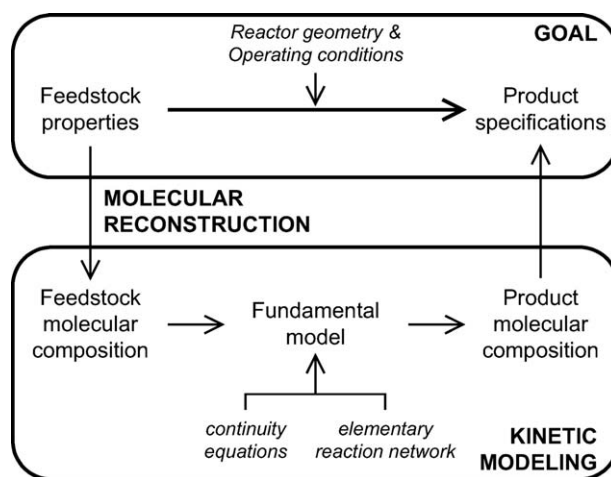 Reactor geometry &
Operating conditions
GOAL
Feedstock
properties
Product
specifications
MOLECULAR
RECONSTRUCTION
Feedstock
molecular
composition
Fundamental
model
Product
molecular
composition
continuity
equations
elementary
reaction network
KINETIC
MODELING